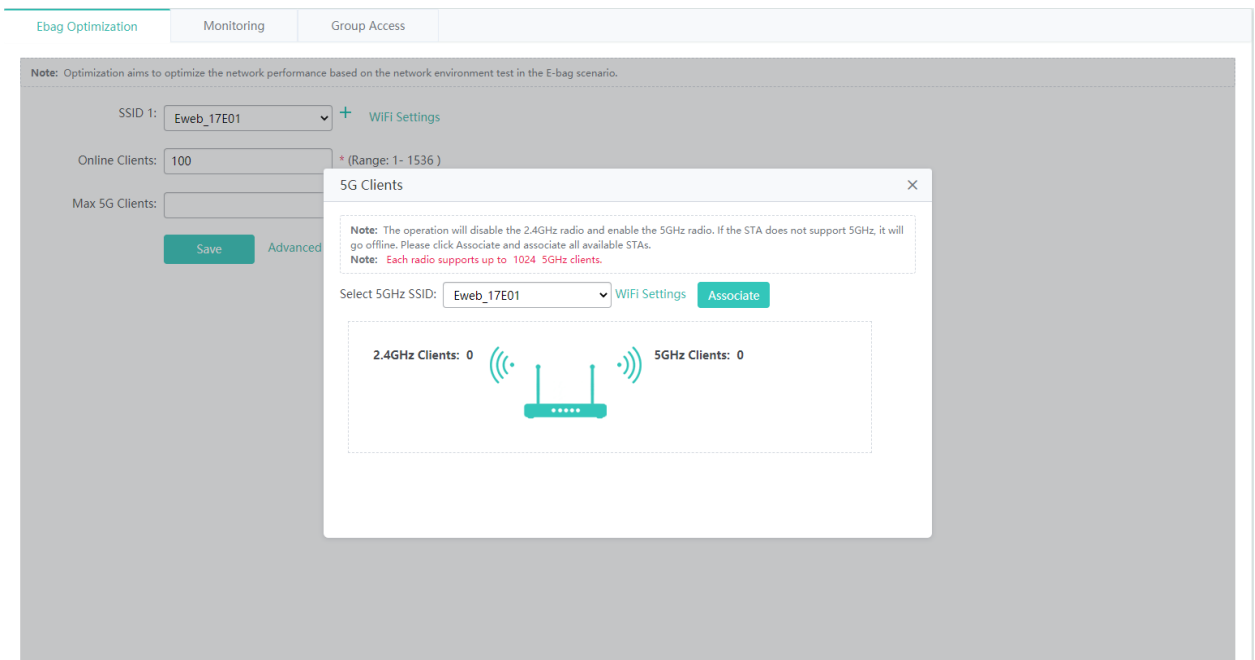 Ebag Optimization
Monitoring
Group Access
Note: Optimization aims to optimize the network performance based on the network environment test in the E-bag scenario.
SSID 1:
Eweb_17E01
+
WiFi Settings
Online Clients:
100
* (Range: 1- 1536 )
Max 5G Clients:
Save
Advanced
5G Clients
Note: The operation will disable the 2.4GHz radio and enable the 5GHz radio. If the STA does not support 5GHz, it will
go offline. Please click Associate and associate all available STAs.
Note: Each radio supports up to 1024 5GHz clients.
Select 5GHz SSID:
Eweb_17E01
WiFi Settings
Associate
2.4GHz Clients: 0
5GHz Clients: 0